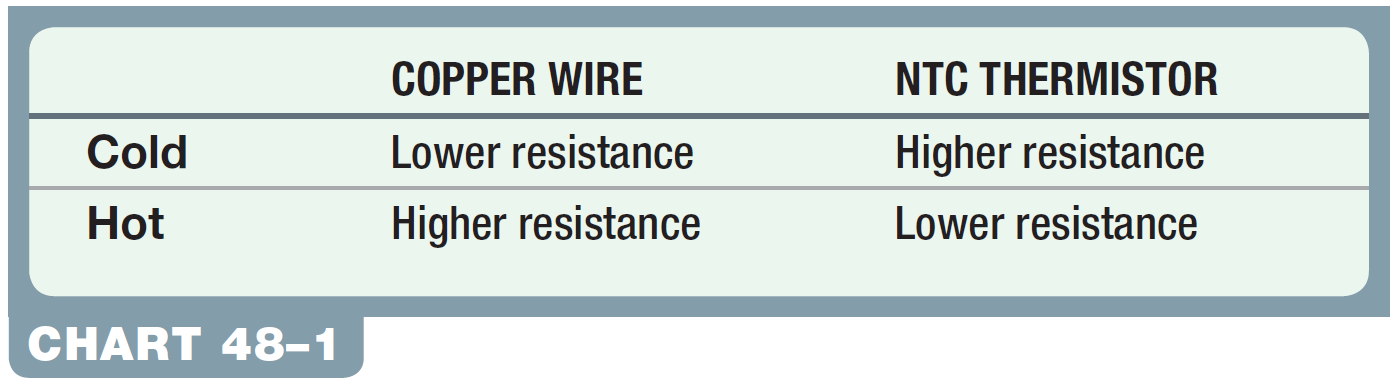 COPPER WIRE NTC THERMISTOR
Cold Lower resistance Higher resistance
Hot Higher resistance Lower resistance
CHART 48–1